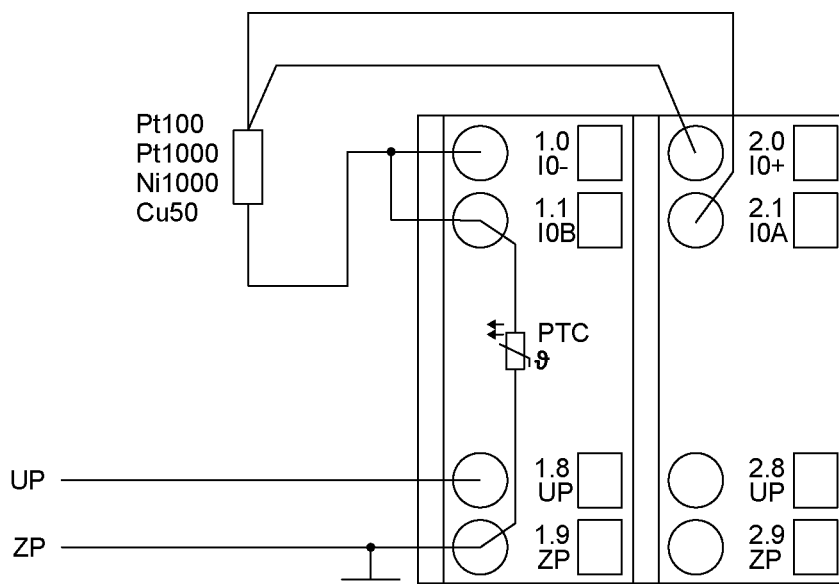 Pt100
Pt1000
Ni1000
Cu50
1.0
I0-
2.0
I0+
1.1
I0B
2.1
I0A
PTC
ϑ
UP
1.8
UP
2.8
UP
ZP
1.9
ZP
2.9
ZP